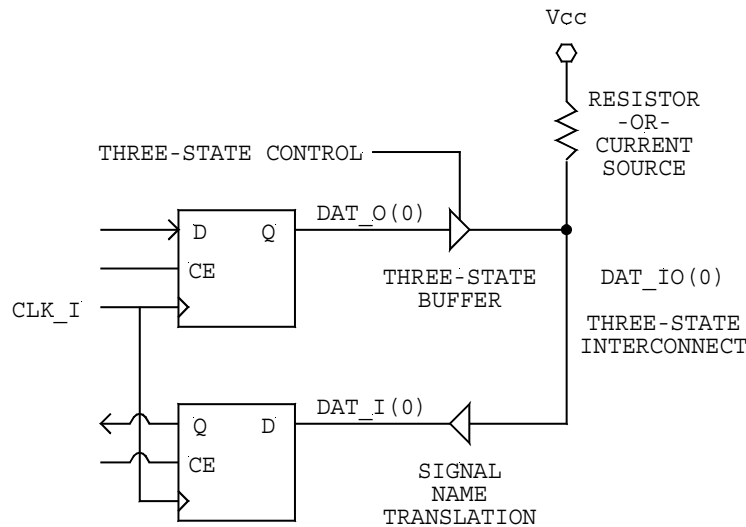 Vcc
RESISTOR
-OR-
CURRENT
SOURCE
THREE-STATE CONTROL
DAT_O(0)
D
Q
CE
THREE-STATE
BUFFER
DAT_IO(0)
CLK_I
THREE-STATE
INTERCONNECT
DAT_I(0)
Q
D
CE
SIGNAL
NAME
TRANSLATION